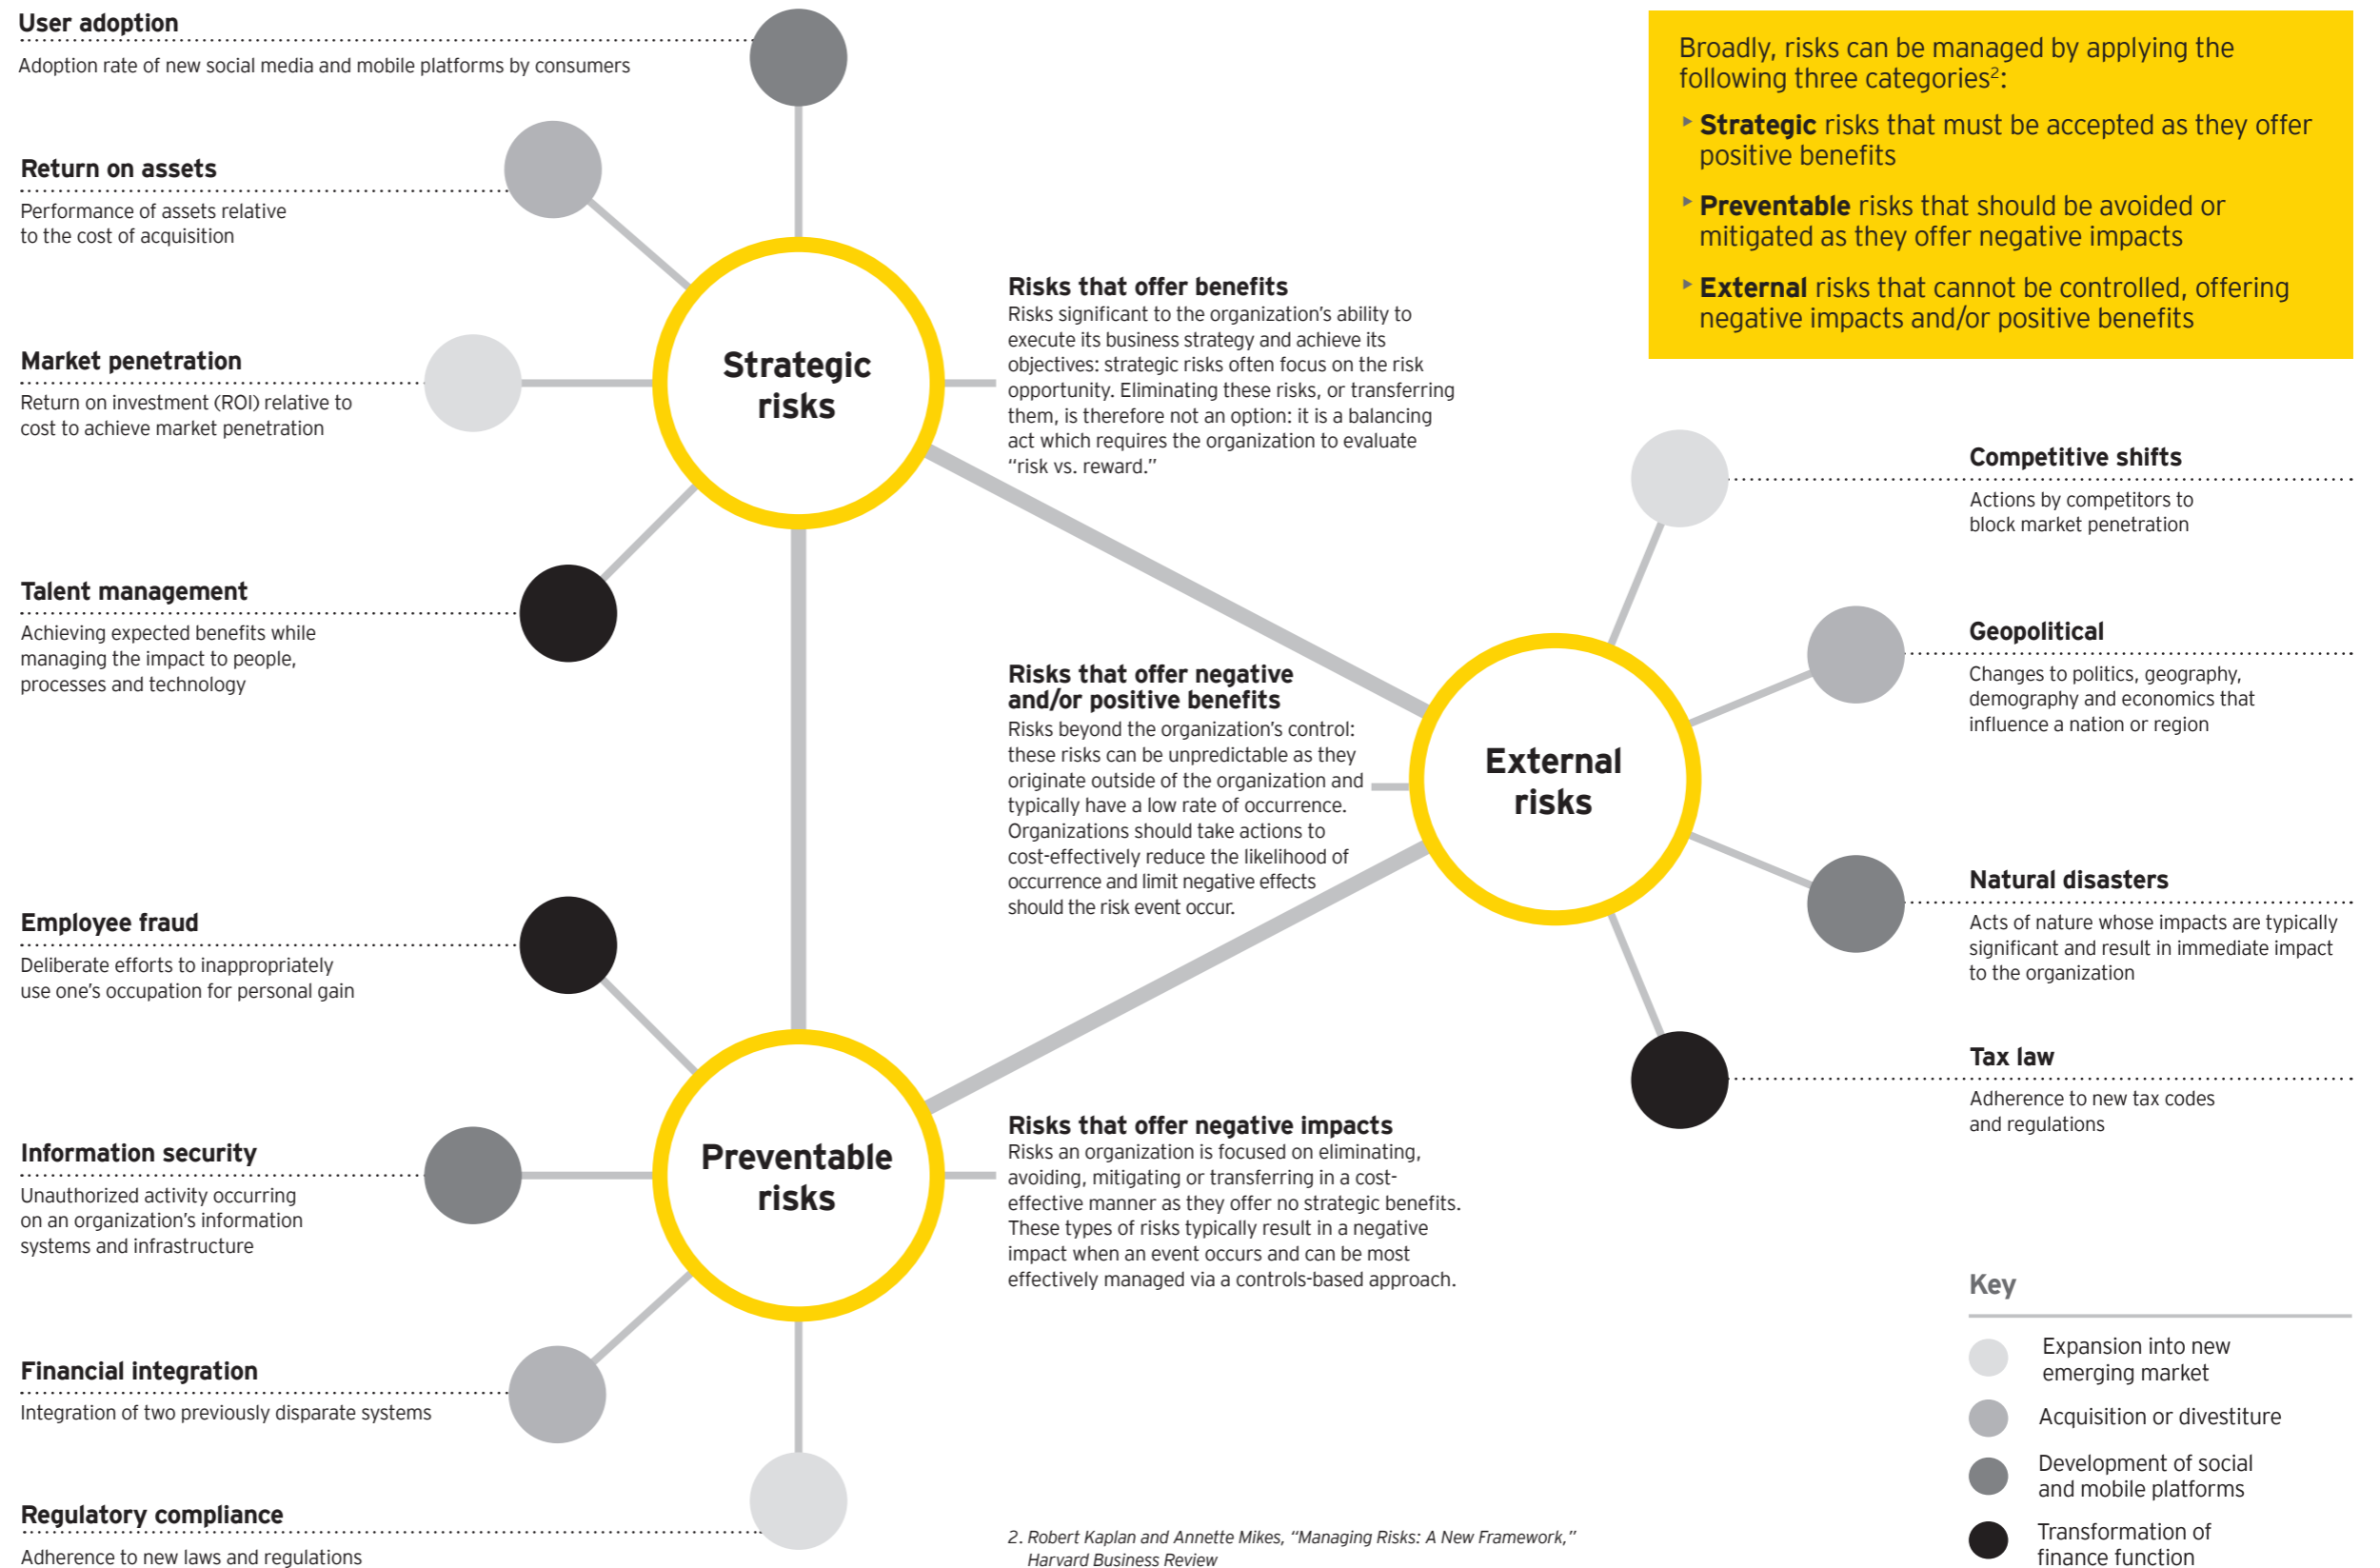 User adoption
Adoption rate of new social media and mobile platforms by consumers
Return on assets
Performance of assets relative
to the cost of acquisition
Market penetration
Return on investment (ROI) relative to
cost to achieve market penetration
Talent management
Achieving expected benefits while
managing the impact to people,
processes and technology
Employee fraud
Deliberate efforts to inappropriately
use one’s occupation for personal gain
Information security
Unauthorized activity occurring
on an organization’s information
systems and infrastructure
Financial integration
Integration of two previously disparate systems
Regulatory compliance
Adherence to new laws and regulations
Strategic
risks
Preventable
risks
Risks that offer benefits
Risks significant to the organization’s ability to
execute its business strategy and achieve its
objectives: strategic risks often focus on the risk
opportunity. Eliminating these risks, or transferring
them, is therefore not an option: it is a balancing
act which requires the organization to evaluate
“risk vs. reward.”
Risks that offer negative
and/or positive benefits
Risks beyond the organization’s control:
these risks can be unpredictable as they
originate outside of the organization and
typically have a low rate of occurrence.
Organizations should take actions to
cost-effectively reduce the likelihood of
occurrence and limit negative effects
should the risk event occur.
Risks that offer negative impacts
Risks an organization is focused on eliminating,
avoiding, mitigating or transferring in a cost-
effective manner as they offer no strategic benefits.
These types of risks typically result in a negative
impact when an event occurs and can be most
effectively managed via a controls-based approach.
2. Robert Kaplan and Annette Mikes, “Managing Risks: A New Framework,”
Harvard Business Review
External
risks
Broadly, risks can be managed by applying the
following three categories²:
▸ Strategic risks that must be accepted as they offer
positive benefits
▸ Preventable risks that should be avoided or
mitigated as they offer negative impacts
▸ External risks that cannot be controlled, offering
negative impacts and/or positive benefits
Competitive shifts
Actions by competitors to
block market penetration
Geopolitical
Changes to politics, geography,
demography and economics that
influence a nation or region
Natural disasters
Acts of nature whose impacts are typically
significant and result in immediate impact
to the organization
Tax law
Adherence to new tax codes
and regulations
Key
Expansion into new
emerging market
Acquisition or divestiture
Development of social
and mobile platforms
Transformation of
finance function